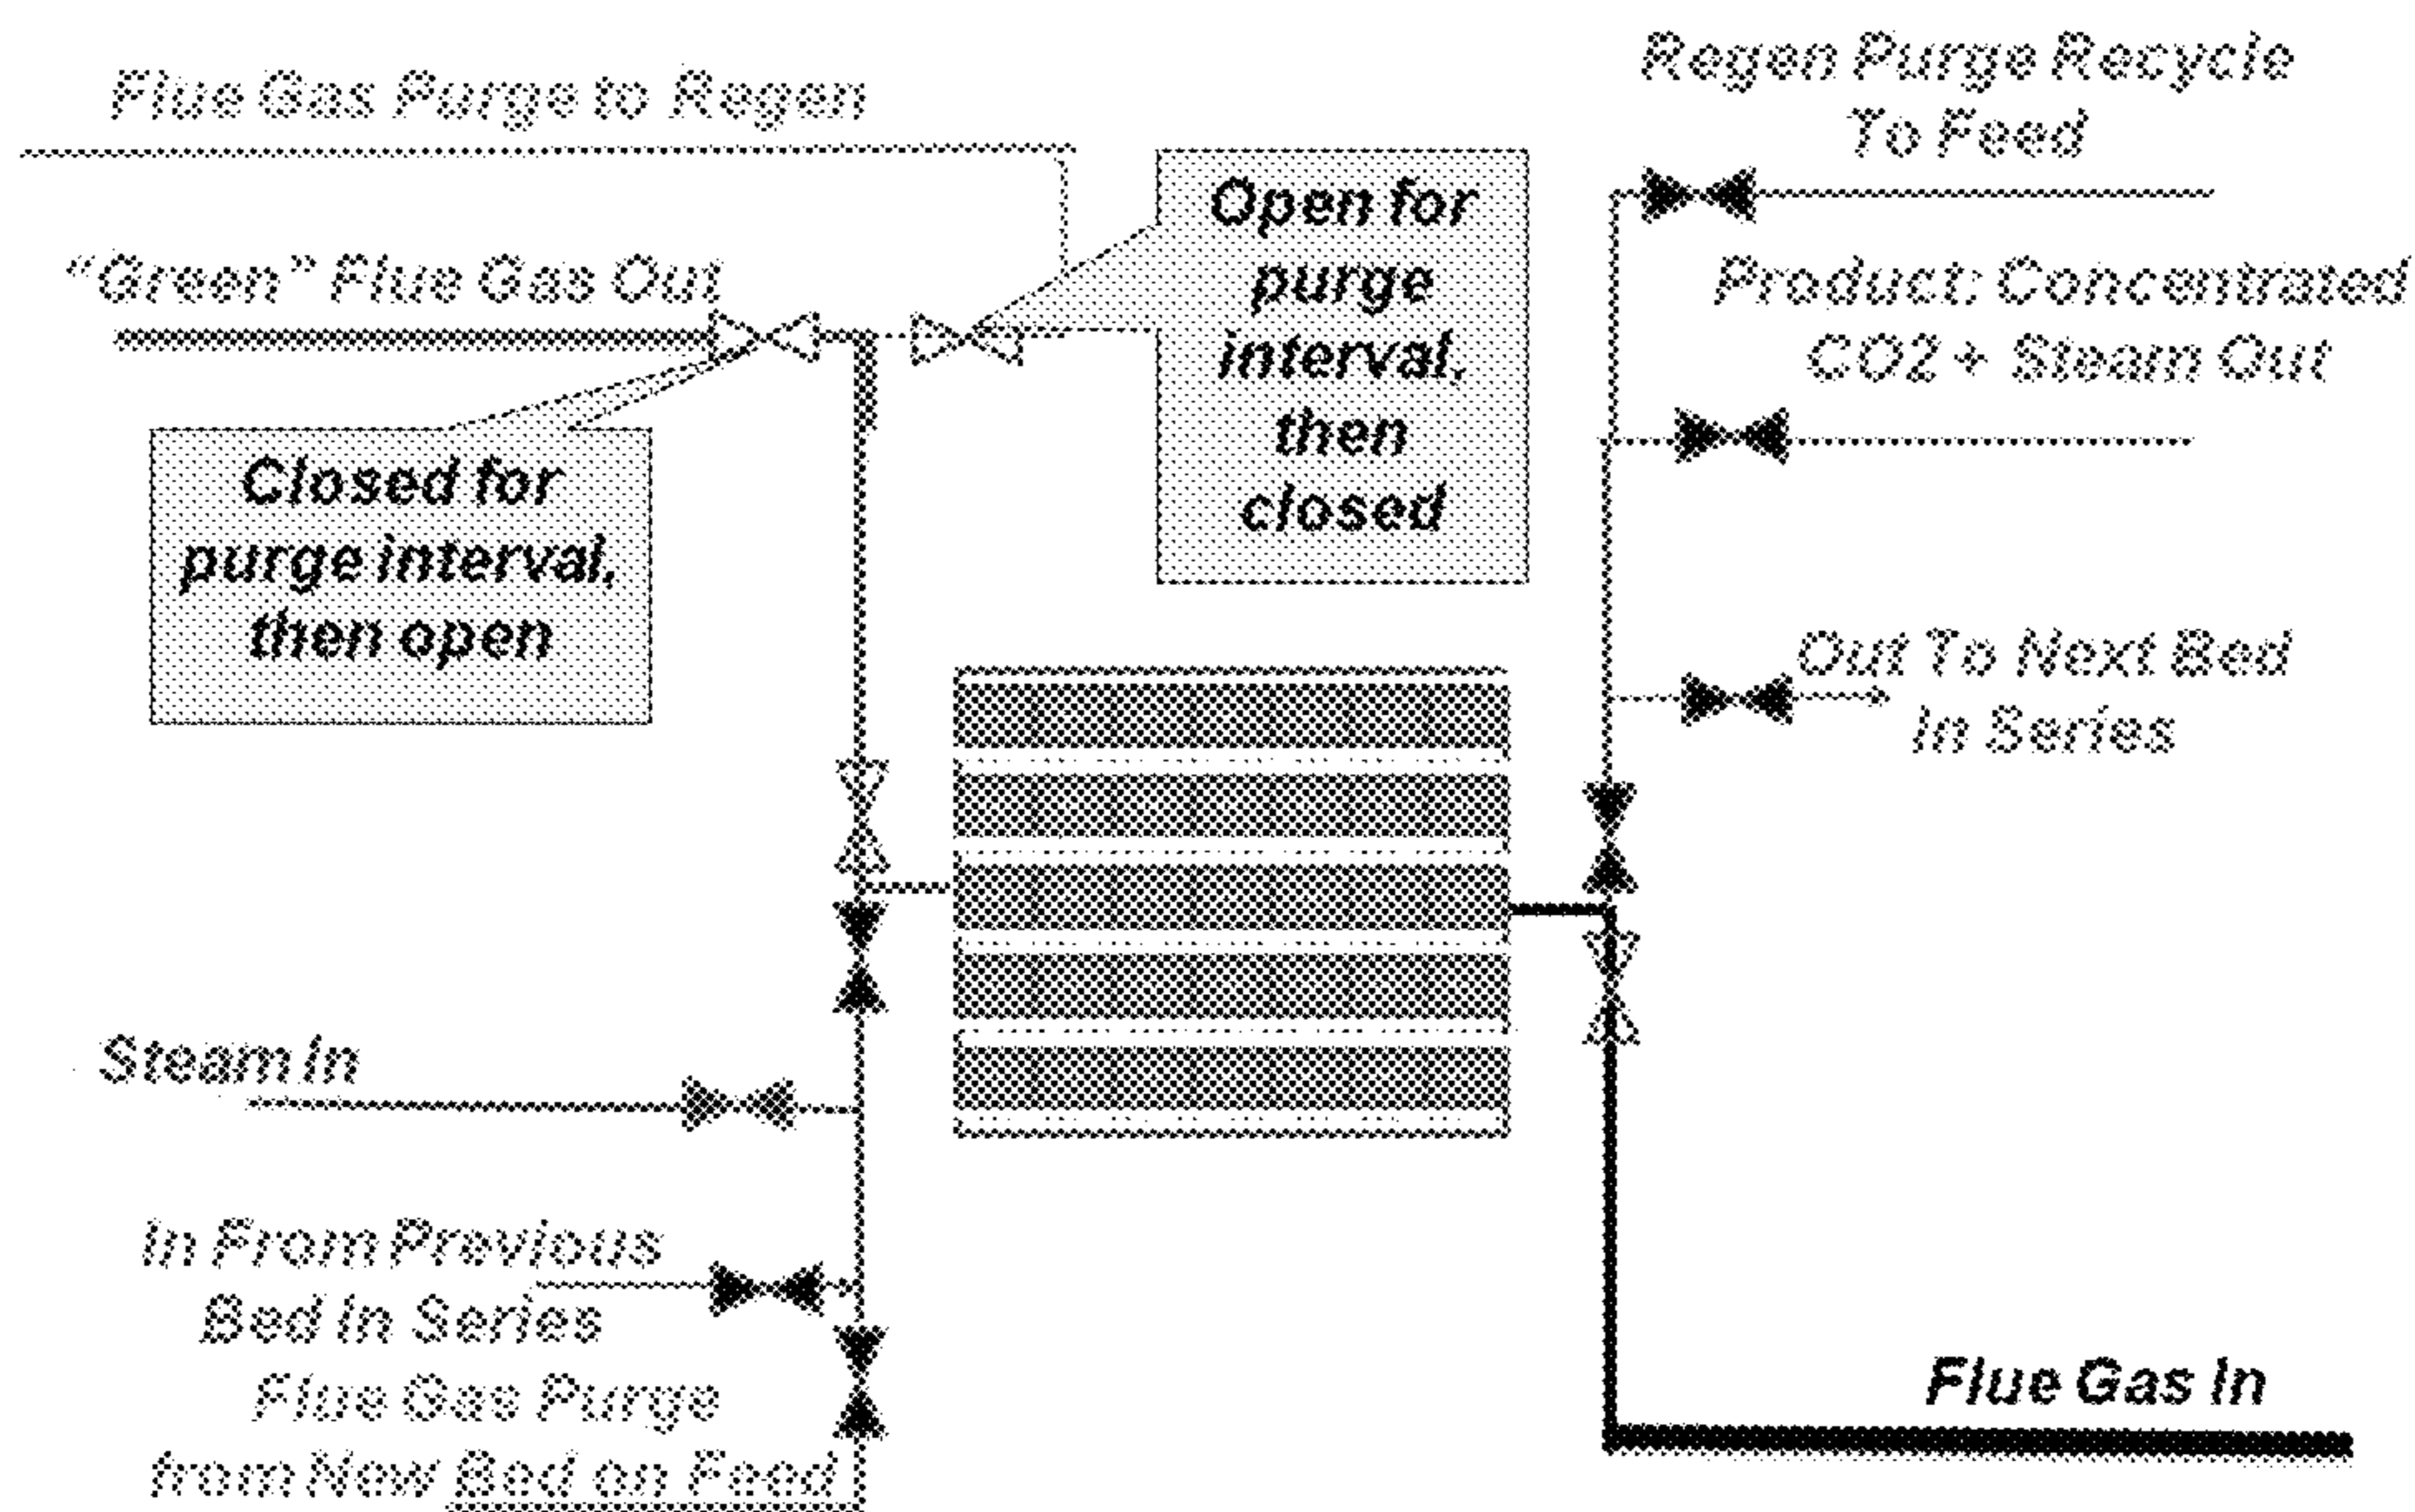 Flue Gas Purge to Regen
"Green" Flue Gas Out
Closed for
purge interval,
then open
Open for
purge
interval,
then
closed
Regen Purge Recycle
To Feed
Product: Concentrated
CO2 + Steam Out
Out To Next Bed
In Series
Steam In
In From Previous
Bed In Series
Flue Gas Purge
from New Bed on Feed
Flue Gas In